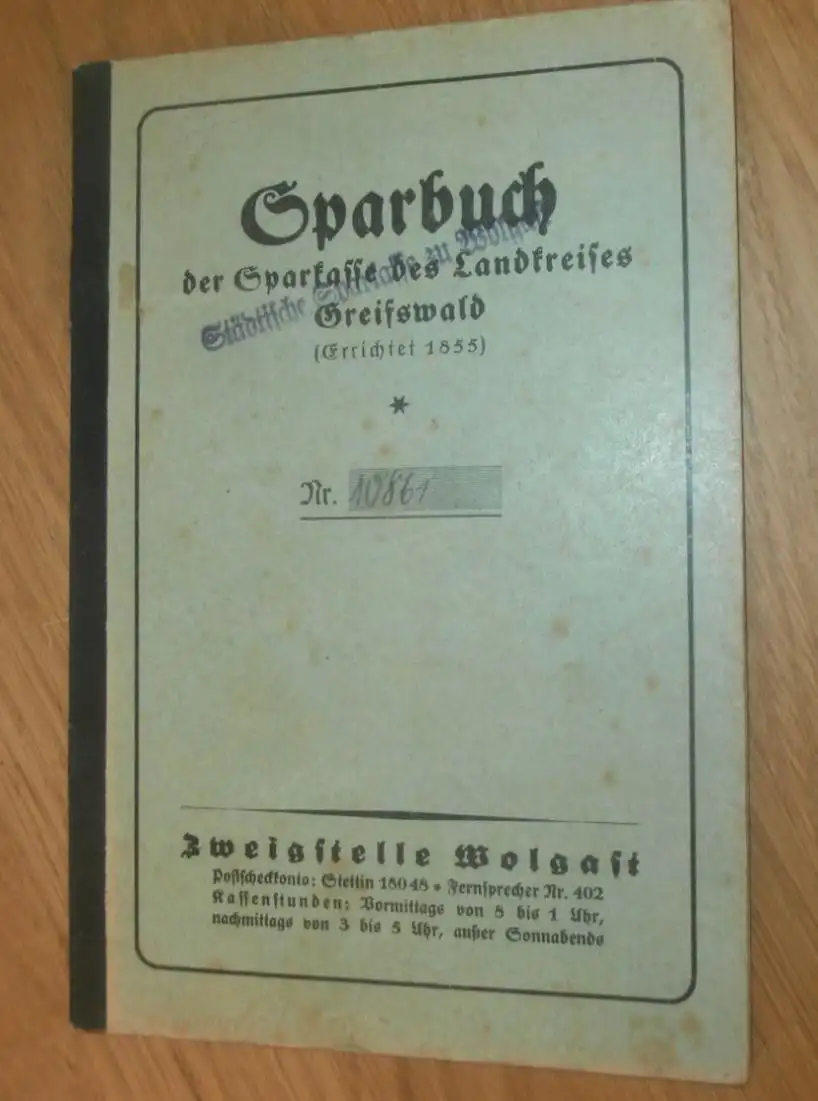 Sparbuch
der Sparkasse des Landkreises
Greifswald
(Errichtet 1855)
Städtische Sparkasse zu Wolgast
Nr. 10861
Zweigstelle Wolgast
Postscheckkonto: Stettin 18048 * Fernsprecher Nr. 402
Kassenstunden: Vormittags von 8 bis 1 Uhr,
nachmittags von 3 bis 5 Uhr, außer Sonnabends